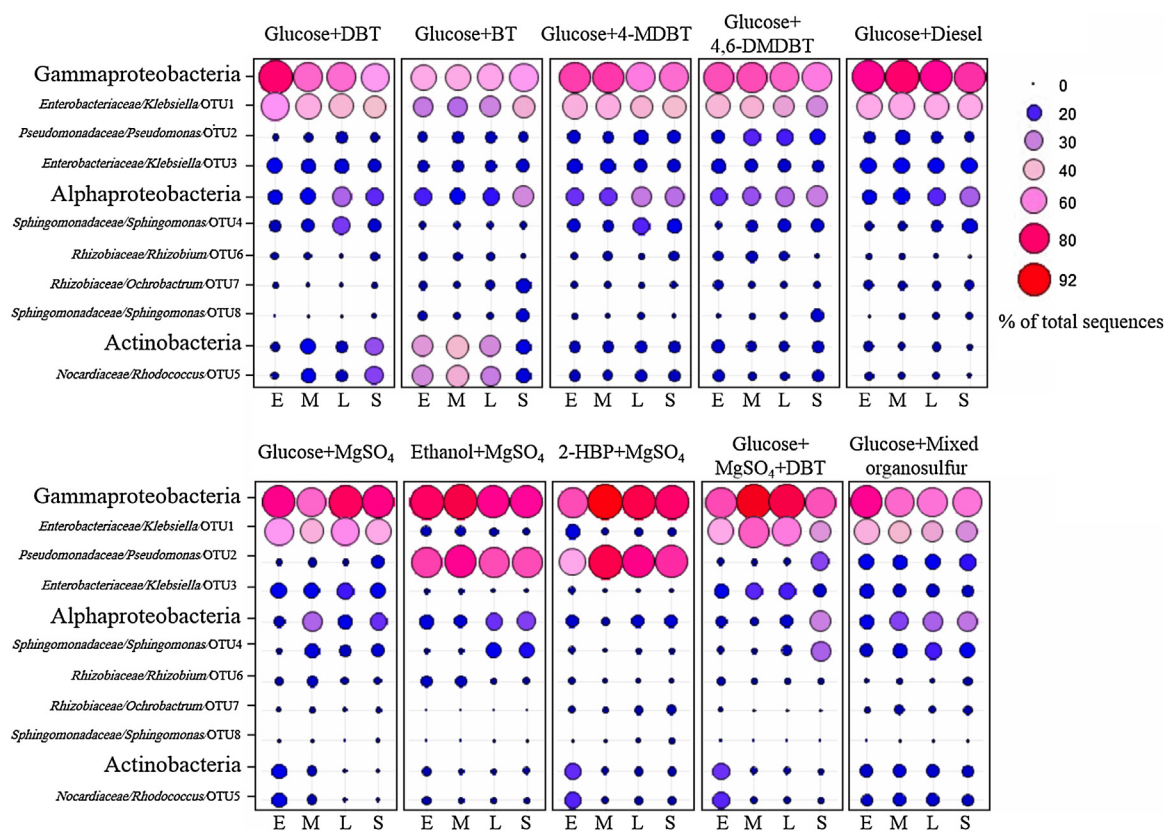 Glucose+DBT
Glucose+BT
Glucose+4-MDBT
Glucose+
4,6-DMDBT
Glucose+Diesel
Gammaproteobacteria
Enterobacteriaceae/Klebsiella/OTU1
Pseudomonadaceae/Pseudomonas/OTU2
Enterobacteriaceae/Klebsiella/OTU3
Alphaproteobacteria
Sphingomonadaceae/Sphingomonas/OTU4
Rhizobiaceae/Rhizobium/OTU6
Rhizobiaceae/Ochrobactrum/OTU7
Sphingomonadaceae/Sphingomonas/OTU8
Actinobacteria
Nocardiaceae/Rhodococcus/OTU5
E M L S
E M L S
E M L S
E M L S
E M L S
0
20
30
40
60
80
92
% of total sequences
Glucose+MgSO₄
Ethanol+MgSO₄
2-HBP+MgSO₄
Glucose+
MgSO₄+DBT
Glucose+Mixed
organosulfur
Gammaproteobacteria
Enterobacteriaceae/Klebsiella/OTU1
Pseudomonadaceae/Pseudomonas/OTU2
Enterobacteriaceae/Klebsiella/OTU3
Alphaproteobacteria
Sphingomonadaceae/Sphingomonas/OTU4
Rhizobiaceae/Rhizobium/OTU6
Rhizobiaceae/Ochrobactrum/OTU7
Sphingomonadaceae/Sphingomonas/OTU8
Actinobacteria
Nocardiaceae/Rhodococcus/OTU5
E M L S
E M L S
E M L S
E M L S
E M L S